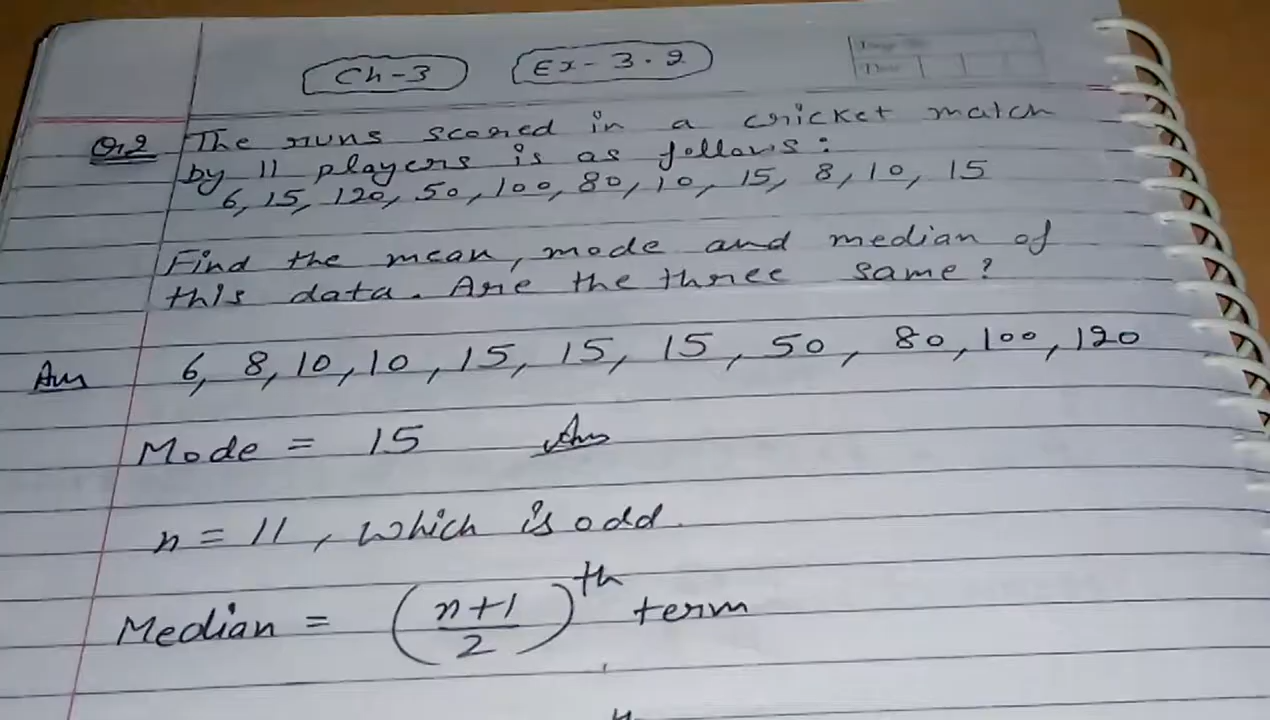 Ch-3 Ex-3.2
Q.2 The runs scored in a cricket match
by 11 players is as follows:
6, 15, 120, 50, 100, 80, 10, 15, 8, 10, 15
Find the mean, mode and median of
this data. Are the three same?
Ans 6, 8, 10, 10, 15, 15, 15, 50, 80, 100, 120
Mode = 15 Ans
n = 11, which is odd.
Median = (n+1/2)th term